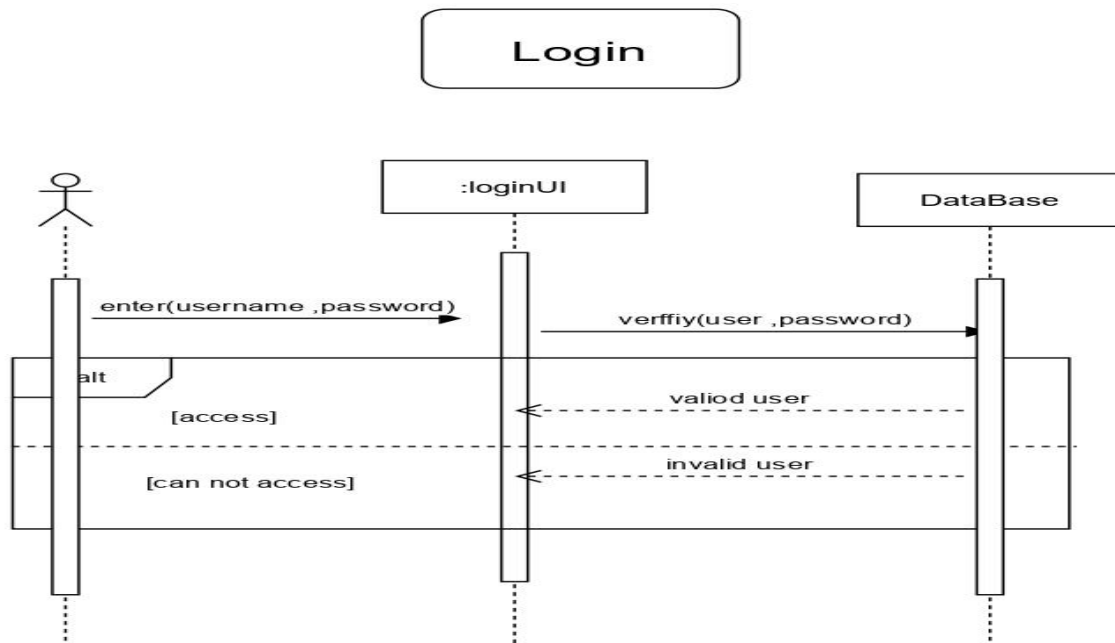 Login
:loginUI
DataBase
enter(username ,password)
verffiy(user ,password)
alt
valiod user
[access]
invalid user
[can not access]